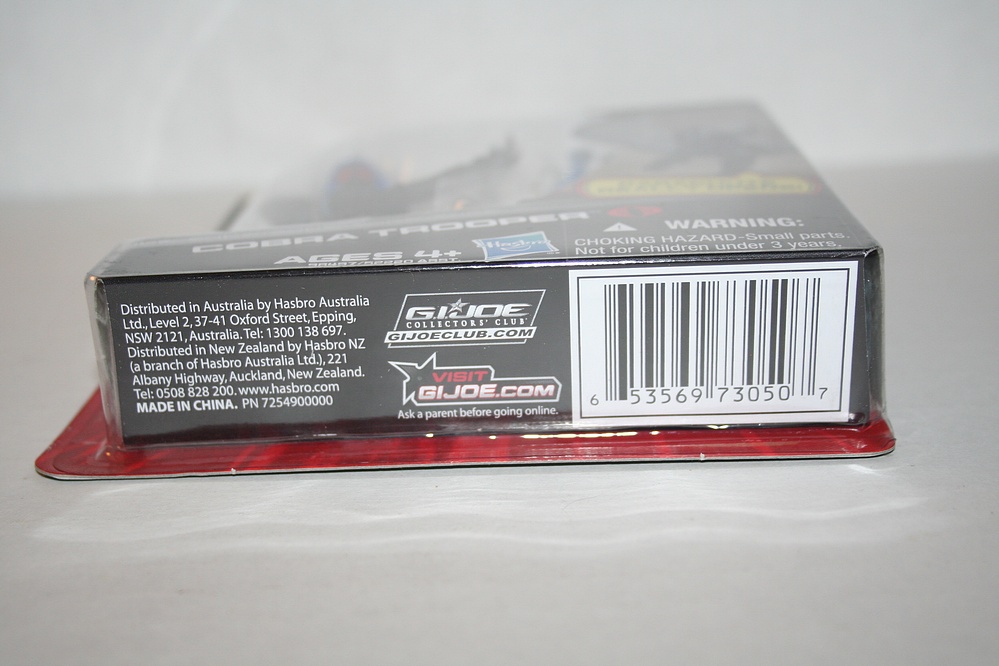 COBRA TROOPER
AGES 4+
Hasbro
WARNING:
CHOKING HAZARD-Small parts.
Not for children under 3 years.
Distributed in Australia by Hasbro Australia
Ltd., Level 2, 37-41 Oxford Street, Epping,
NSW 2121, Australia. Tel: 1300 138 697.
Distributed in New Zealand by Hasbro NZ
(a branch of Hasbro Australia Ltd.), 221
Albany Highway, Auckland, New Zealand.
Tel: 0508 828 200. www.hasbro.com
MADE IN CHINA. PN 7254900000
G.I.JOE
COLLECTORS' CLUB
GIJOECLUB.COM
VISIT
GIJOE.COM
Ask a parent before going online.
6 53569 73050 7